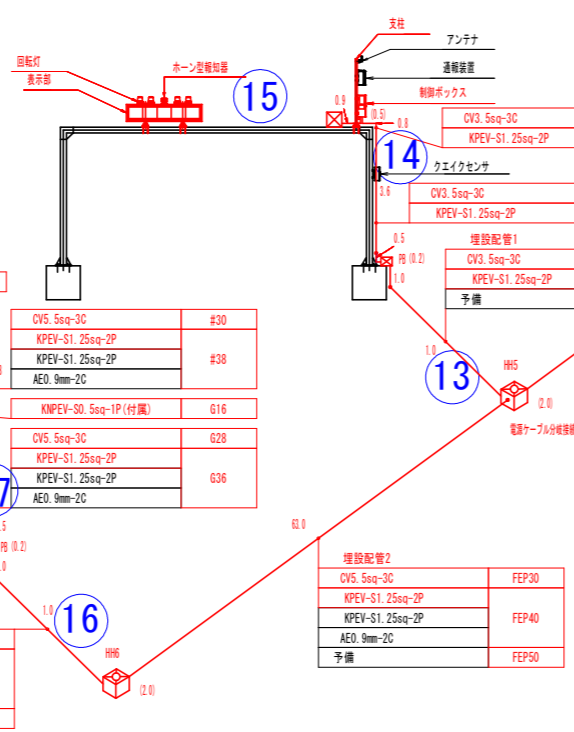 支柱
アンテナ
回転灯
ホーン型報知器
通報装置
表示部
制御ボックス
15
0.9
(0.5)
0.8
CV3.5sq-3C
KPEV-S1.25sq-2P
14
クエイクセンサ
3.6
CV3.5sq-3C
KPEV-S1.25sq-2P
0.5
PB (0.2)
1.0
埋設配管1
CV3.5sq-3C
KPEV-S1.25sq-2P
予備
CV5.5sq-3C #30
KPEV-S1.25sq-2P
KPEV-S1.25sq-2P #38
AE0.9mm-2C
1.0
13
HH5
(2.0)
電源ケーブル分岐接続
KNPEV-S0.5sq-1P(付属) G16
CV5.5sq-3C G28
KPEV-S1.25sq-2P
KPEV-S1.25sq-2P G36
AE0.9mm-2C
7
.5
PB (0.2)
.0
63.0
埋設配管2
CV5.5sq-3C FEP30
KPEV-S1.25sq-2P
KPEV-S1.25sq-2P FEP40
AE0.9mm-2C
予備 FEP50
1.0
16
HH6
(2.0)